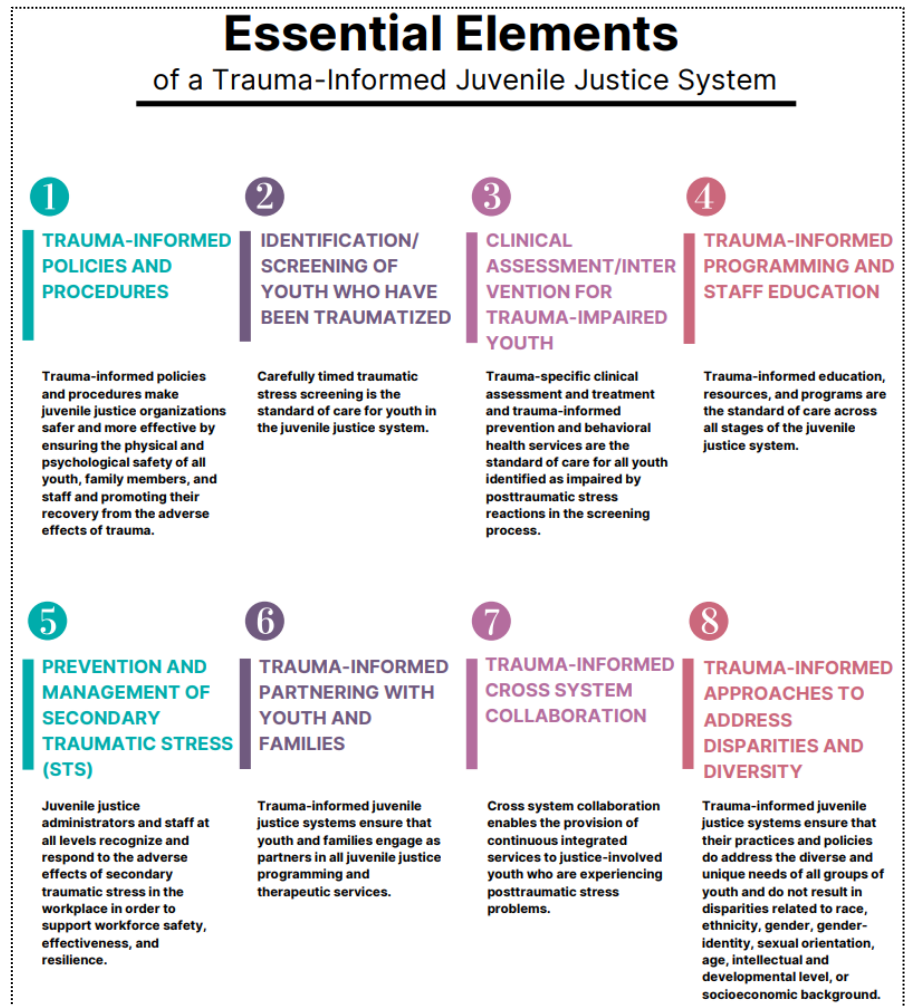 Essential Elements
of a Trauma-Informed Juvenile Justice System
1
TRAUMA-INFORMED
POLICIES AND
PROCEDURES
Trauma-informed policies
and procedures make
juvenile justice organizations
safer and more effective by
ensuring the physical and
psychological safety of all
youth, family members, and
staff and promoting their
recovery from the adverse
effects of trauma.
2
IDENTIFICATION/
SCREENING OF
YOUTH WHO HAVE
BEEN TRAUMATIZED
Carefully timed traumatic
stress screening is the
standard of care for youth in
the juvenile justice system.
3
CLINICAL
ASSESSMENT/INTER
VENTION FOR
TRAUMA-IMPAIRED
YOUTH
Trauma-specific clinical
assessment and treatment
and trauma-informed
prevention and behavioral
health services are the
standard of care for all youth
identified as impaired by
posttraumatic stress
reactions in the screening
process.
4
TRAUMA-INFORMED
PROGRAMMING AND
STAFF EDUCATION
Trauma-informed education,
resources, and programs are
the standard of care across
all stages of the juvenile
justice system.
5
PREVENTION AND
MANAGEMENT OF
SECONDARY
TRAUMATIC STRESS
(STS)
Juvenile justice
administrators and staff at
all levels recognize and
respond to the adverse
effects of secondary
traumatic stress in the
workplace in order to
support workforce safety,
effectiveness, and
resilience.
6
TRAUMA-INFORMED
PARTNERING WITH
YOUTH AND
FAMILIES
Trauma-informed juvenile
justice systems ensure that
youth and families engage as
partners in all juvenile justice
programming and
therapeutic services.
7
TRAUMA-INFORMED
CROSS SYSTEM
COLLABORATION
Cross system collaboration
enables the provision of
continuous integrated
services to justice-involved
youth who are experiencing
posttraumatic stress
problems.
8
TRAUMA-INFORMED
APPROACHES TO
ADDRESS
DISPARITIES AND
DIVERSITY
Trauma-informed juvenile
justice systems ensure that
their practices and policies
do address the diverse and
unique needs of all groups of
youth and do not result in
disparities related to race,
ethnicity, gender, gender-
identity, sexual orientation,
age, intellectual and
developmental level, or
socioeconomic background.